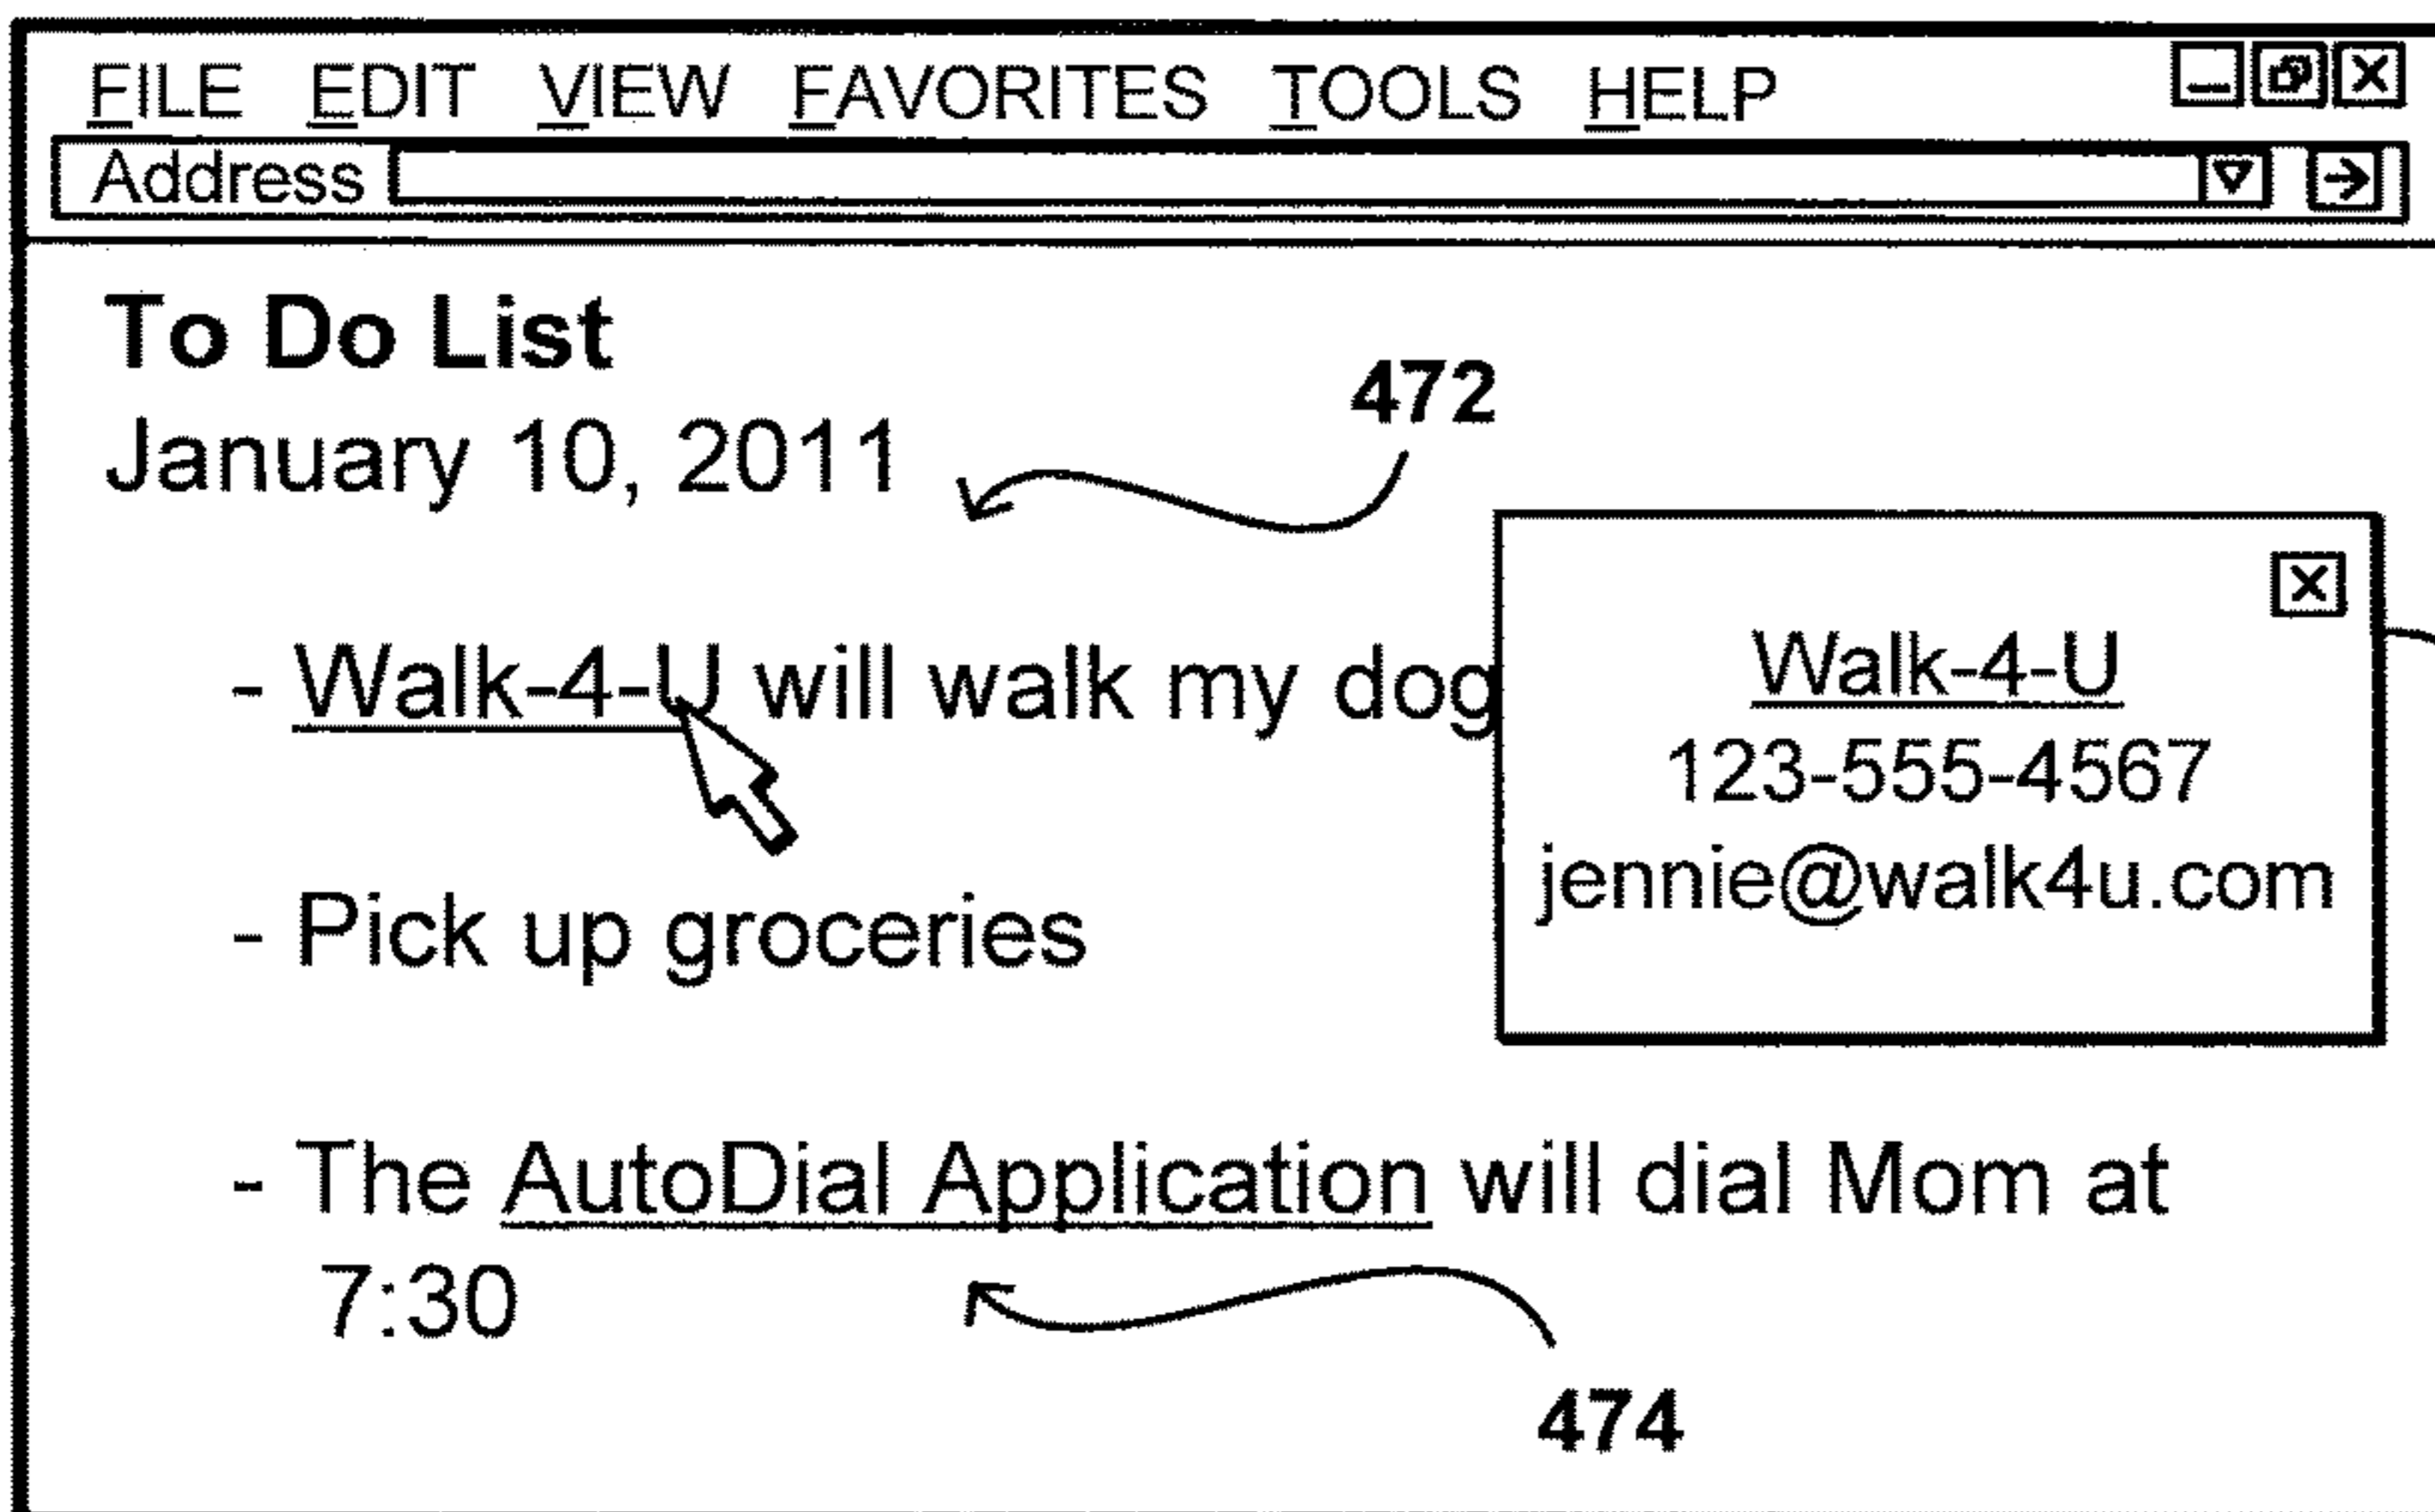 FILE EDIT VIEW FAVORITES TOOLS HELP
Address
To Do List
January 10, 2011
472
- Walk-4-U will walk my dog
Walk-4-U
123-555-4567
jennie@walk4u.com
- Pick up groceries
- The AutoDial Application will dial Mom at
7:30
474